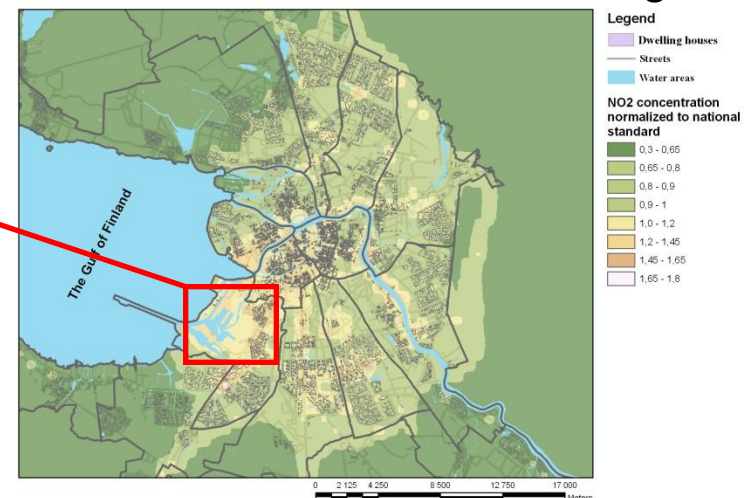 Legend
Dwelling houses
Streets
Water areas
NO2 concentration
normalized to national
standard
0,3 - 0,65
0,65 - 0,8
0,8 - 0,9
0,9 - 1
1,0 - 1,2
1,2 - 1,45
1,45 - 1,65
1,65 - 1,8
The Gulf of Finland
0 2 125 4 250 8 500 12 750 17 000
Meters